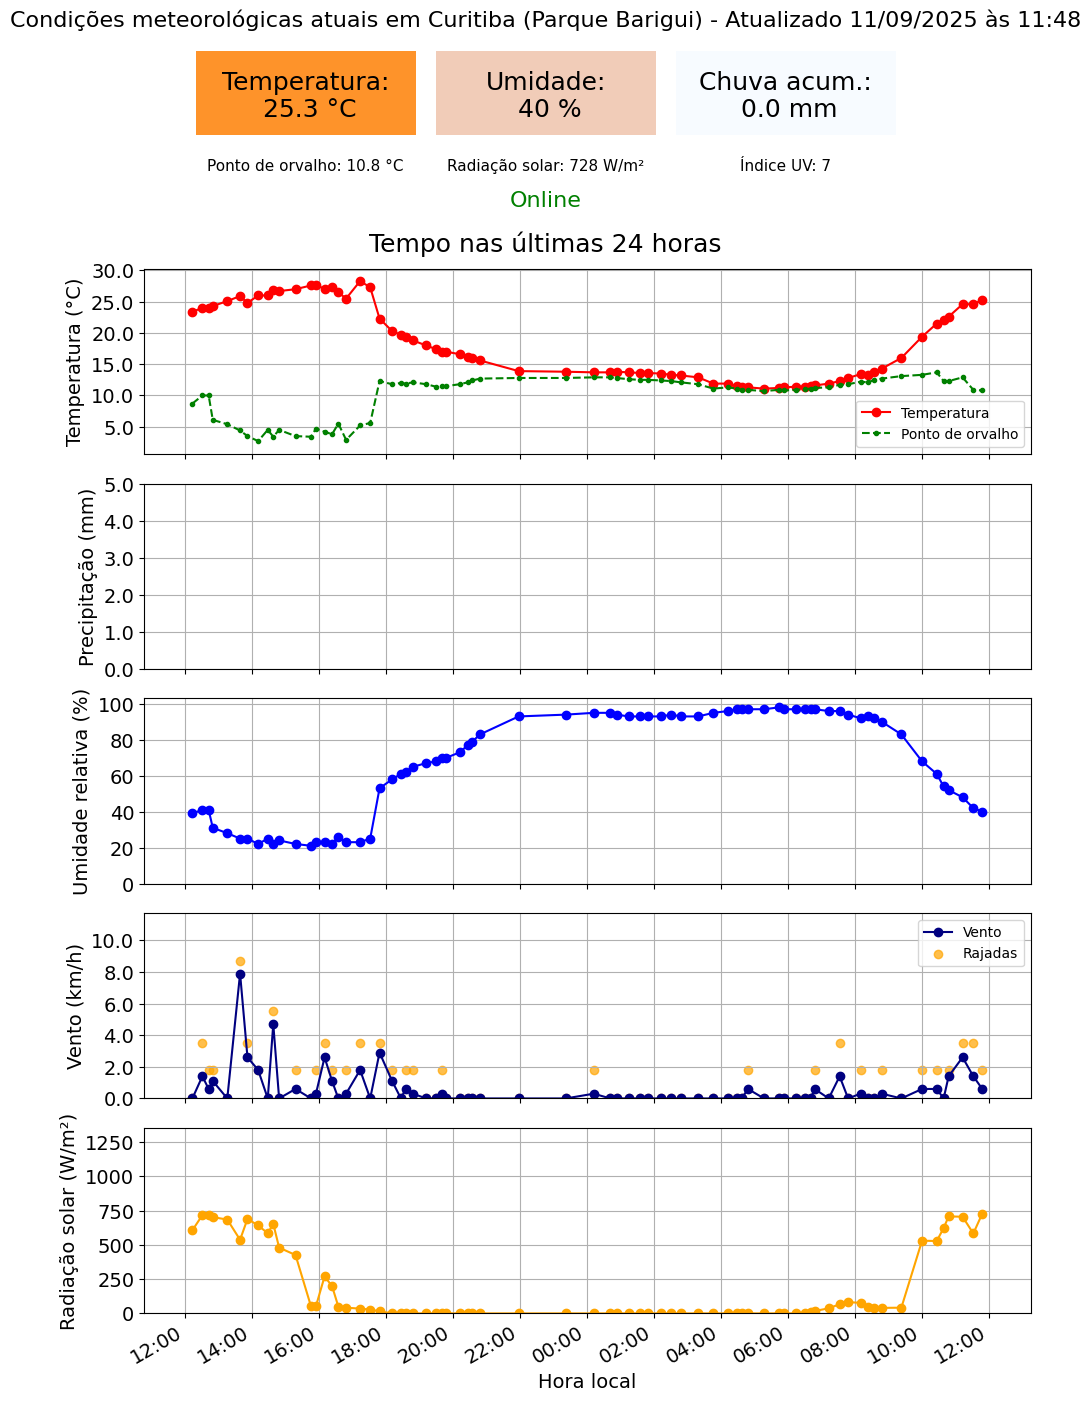 Condições meteorológicas atuais em Curitiba (Parque Barigui) - Atualizado 11/09/2025 às 11:48
Temperatura:
25.3 °C
Umidade:
40 %
Chuva acum.:
0.0 mm
Ponto de orvalho: 10.8 °C
Radiação solar: 728 W/m²
Índice UV: 7
Online
Tempo nas últimas 24 horas
Temperatura (°C)
30.0
25.0
20.0
15.0
10.0
5.0
Temperatura
Ponto de orvalho
Precipitação (mm)
5.0
4.0
3.0
2.0
1.0
0.0
Umidade relativa (%)
100
80
60
40
20
0
Vento (km/h)
10.0
8.0
6.0
4.0
2.0
0.0
Vento
Rajadas
Radiação solar (W/m²)
1250
1000
750
500
250
0
12:00
14:00
16:00
18:00
20:00
22:00
00:00
02:00
04:00
06:00
08:00
10:00
12:00
Hora local